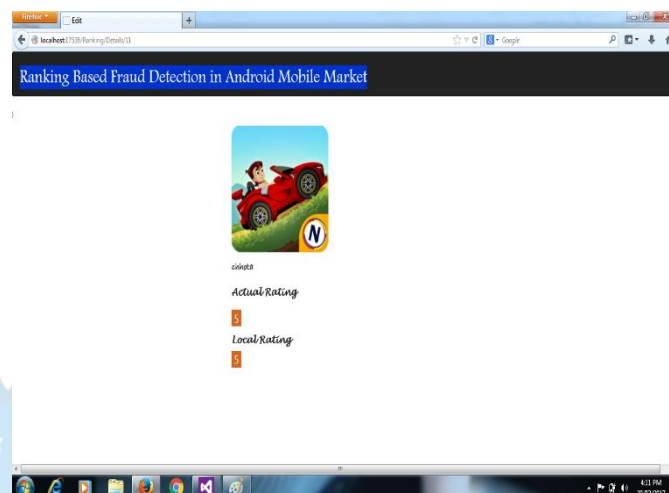 Firefox
Edit
localhost:17538/Ranking/Details/11
Google
Ranking Based Fraud Detection in Android Mobile Market
N
chhota
Actual Rating
5
Local Rating
5
4:11 PM